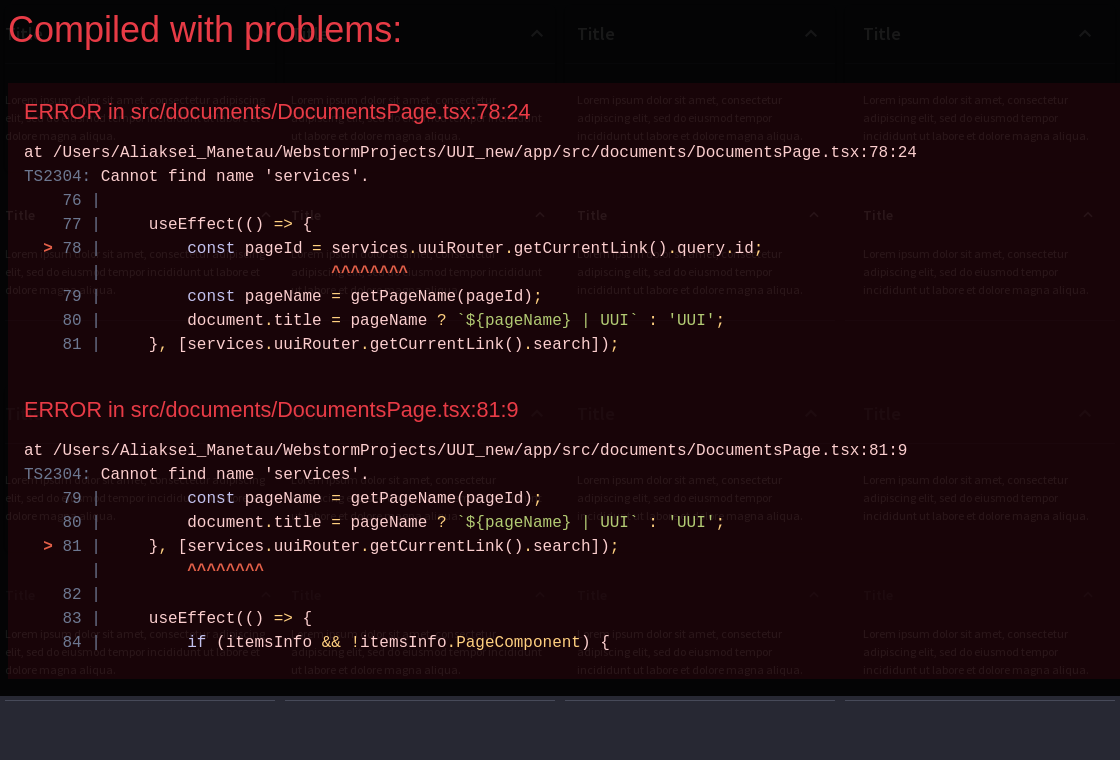 Compiled with problems:
Title Title Title Title
ERROR in src/documents/DocumentsPage.tsx:78:24
at /Users/Aliaksei_Manetau/WebstormProjects/UUI_new/app/src/documents/DocumentsPage.tsx:78:24
TS2304: Cannot find name 'services'.
76 |
77 |     useEffect(() => {
> 78 |         const pageId = services.uuiRouter.getCurrentLink().query.id;
|                        ^^^^^^^^
79 |         const pageName = getPageName(pageId);
80 |         document.title = pageName ? `${pageName} | UUI` : 'UUI';
81 |     }, [services.uuiRouter.getCurrentLink().search]);
ERROR in src/documents/DocumentsPage.tsx:81:9
at /Users/Aliaksei_Manetau/WebstormProjects/UUI_new/app/src/documents/DocumentsPage.tsx:81:9
TS2304: Cannot find name 'services'.
79 |         const pageName = getPageName(pageId);
80 |         document.title = pageName ? `${pageName} | UUI` : 'UUI';
> 81 |     }, [services.uuiRouter.getCurrentLink().search]);
|         ^^^^^^^^
82 |
83 |     useEffect(() => {
84 |         if (itemsInfo && !itemsInfo.PageComponent) {